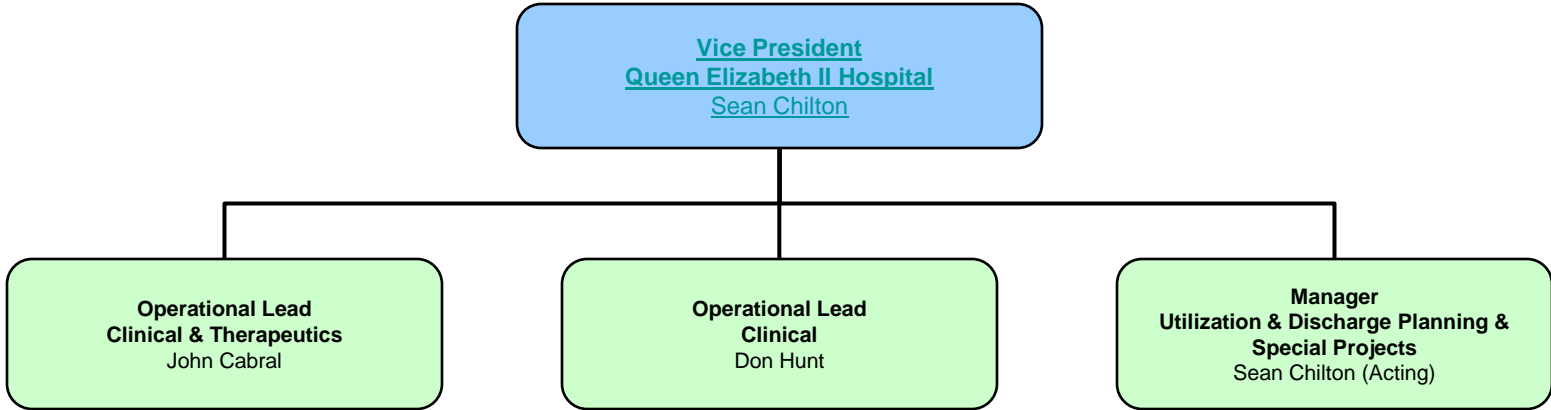 Vice President
Queen Elizabeth II Hospital
Sean Chilton
Operational Lead
Clinical & Therapeutics
John Cabral
Operational Lead
Clinical
Don Hunt
Manager
Utilization & Discharge Planning &
Special Projects
Sean Chilton (Acting)